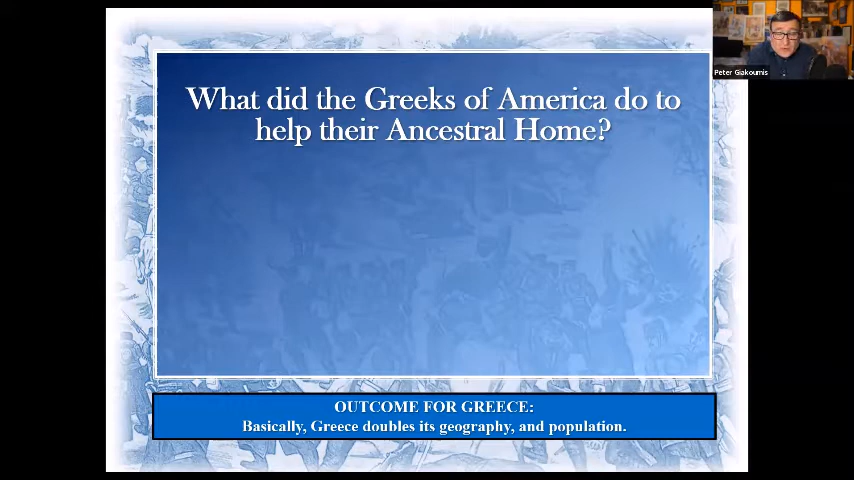 What did the Greeks of America do to
help their Ancestral Home?
OUTCOME FOR GREECE:
Basically, Greece doubles its geography, and population.
Peter Giakoumis